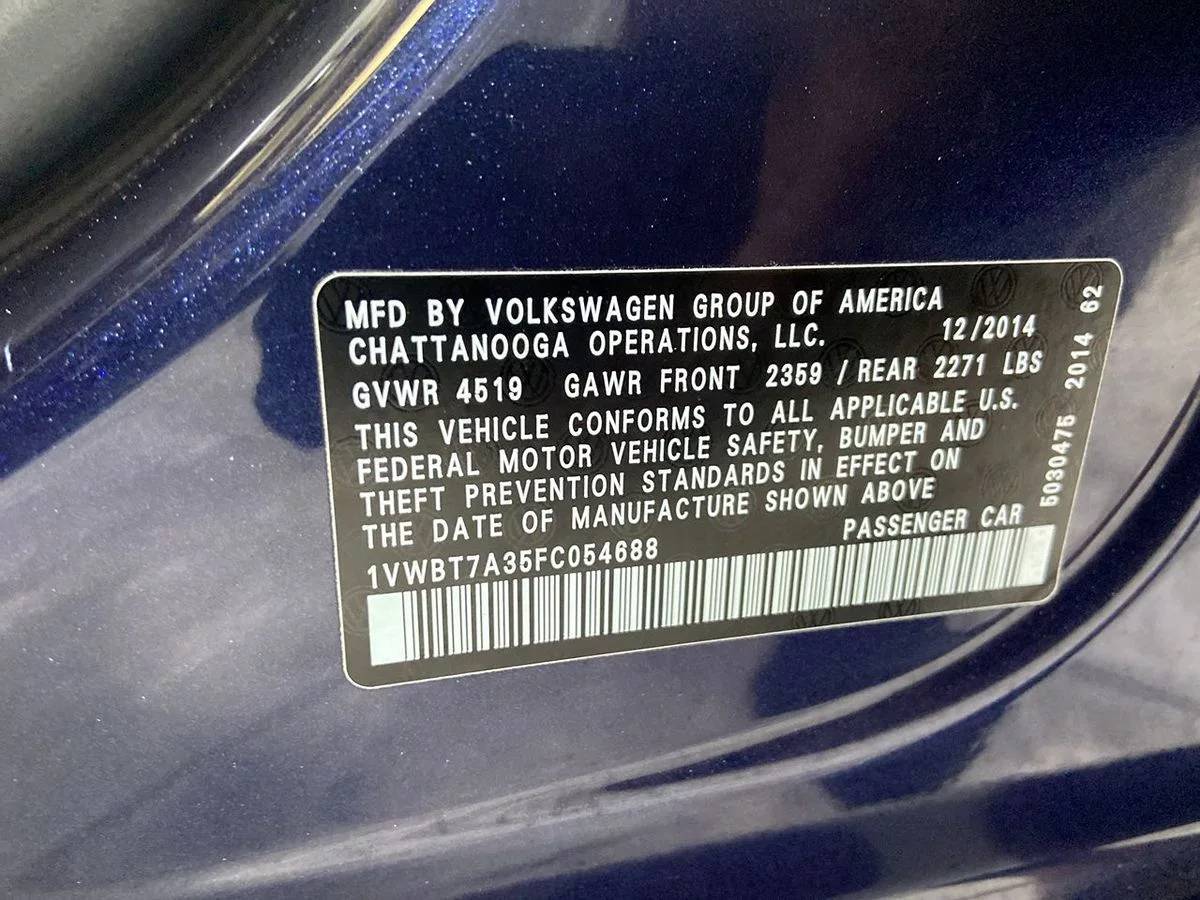 MFD BY VOLKSWAGEN GROUP OF AMERICA
CHATTANOOGA OPERATIONS, LLC. 12/2014
GVWR 4519 GAWR FRONT 2359 / REAR 2271 LBS
THIS VEHICLE CONFORMS TO ALL APPLICABLE U.S.
FEDERAL MOTOR VEHICLE SAFETY, BUMPER AND
THEFT PREVENTION STANDARDS IN EFFECT ON
THE DATE OF MANUFACTURE SHOWN ABOVE
1VWBT7A35FC054688 PASSENGER CAR
5030475 2014 62